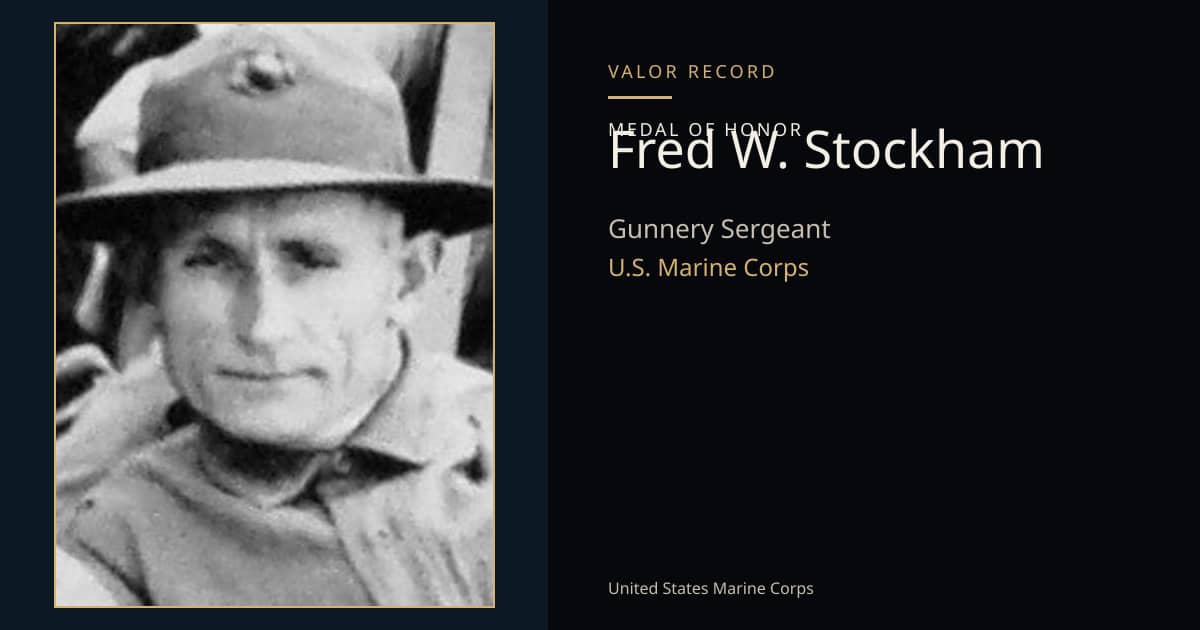 VALOR RECORD
MEDAL OF HONOR
Fred W. Stockham
Gunnery Sergeant
U.S. Marine Corps
United States Marine Corps